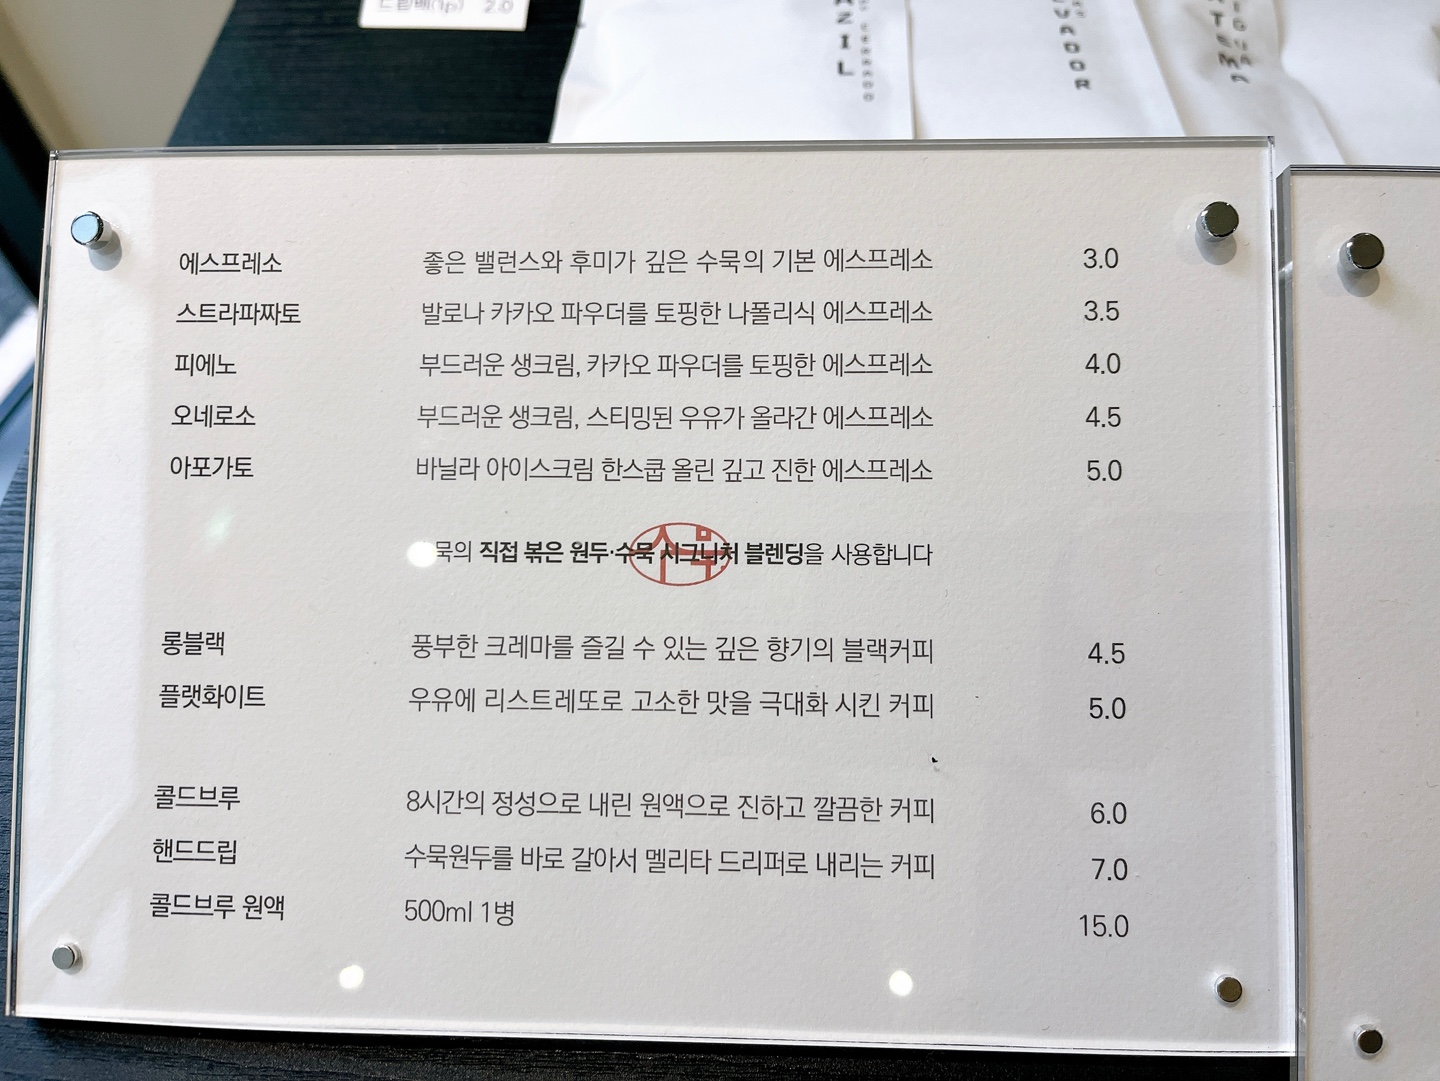 드립백(1p) 2.0
에스프레소 좋은 밸런스와 후미가 깊은 수묵의 기본 에스프레소 3.0
스트라파짜토 발로나 카카오 파우더를 토핑한 나폴리식 에스프레소 3.5
피에노 부드러운 생크림, 카카오 파우더를 토핑한 에스프레소 4.0
오네로소 부드러운 생크림, 스티밍된 우유가 올라간 에스프레소 4.5
아포가토 바닐라 아이스크림 한스쿱 올린 깊고 진한 에스프레소 5.0
묵의 직접 볶은 원두·수묵 시그니처 블렌딩을 사용합니다
수묵
롱블랙 풍부한 크레마를 즐길 수 있는 깊은 향기의 블랙커피 4.5
플랫화이트 우유에 리스트레또로 고소한 맛을 극대화 시킨 커피 5.0
콜드브루 8시간의 정성으로 내린 원액으로 진하고 깔끔한 커피 6.0
핸드드립 수묵원두를 바로 갈아서 멜리타 드리퍼로 내리는 커피 7.0
콜드브루 원액 500ml 1병 15.0